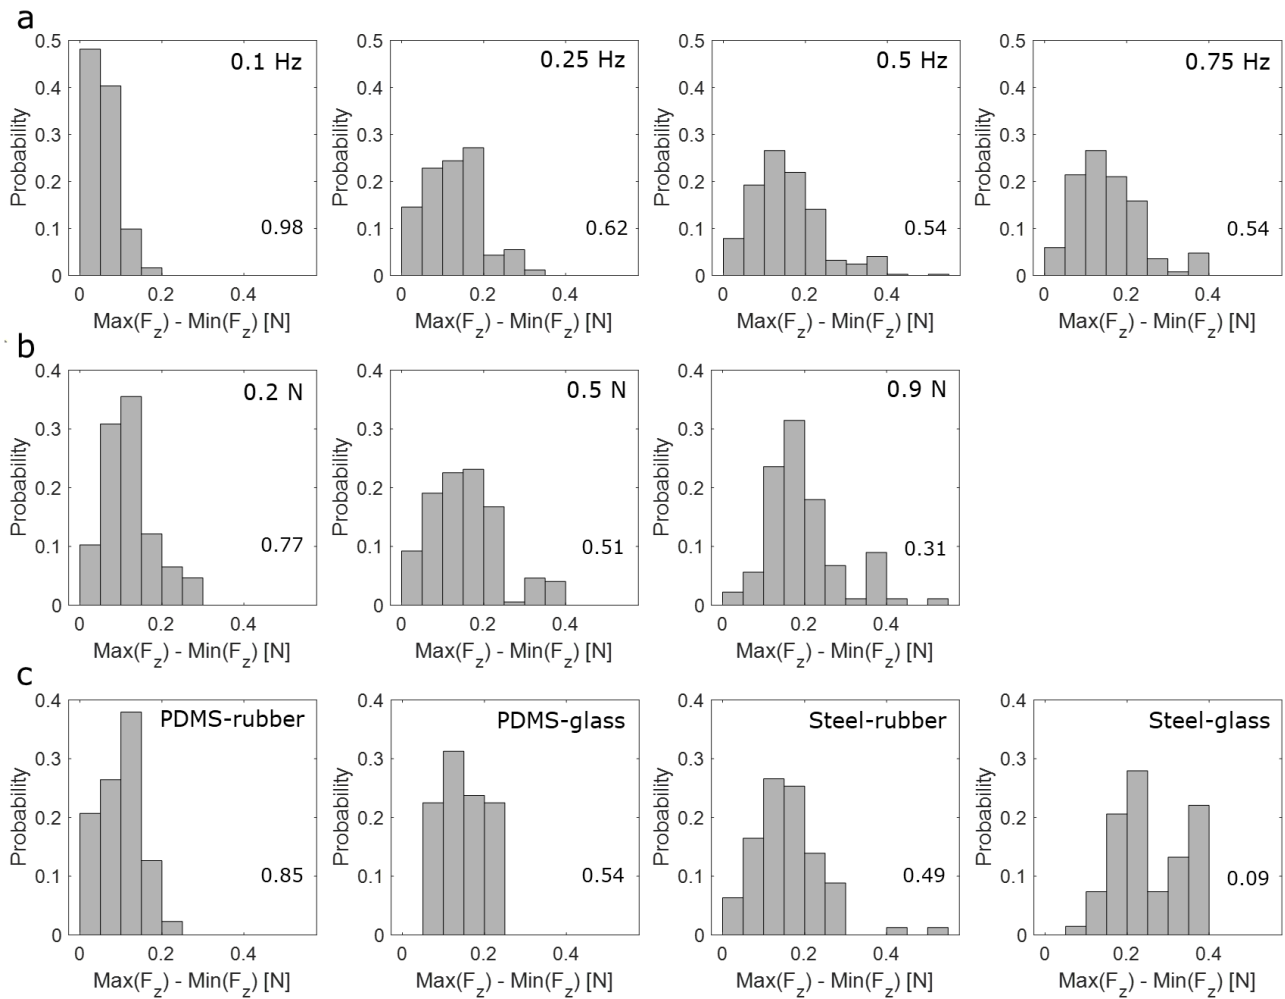 a
0.5
0.4
0.3
0.2
0.1
0
Probability
0.1 Hz
0.98
0 0.2 0.4
Max(F_z) - Min(F_z) [N]
0.5
0.4
0.3
0.2
0.1
0
Probability
0.25 Hz
0.62
0 0.2 0.4
Max(F_z) - Min(F_z) [N]
0.5
0.4
0.3
0.2
0.1
0
Probability
0.5 Hz
0.54
0 0.2 0.4
Max(F_z) - Min(F_z) [N]
0.5
0.4
0.3
0.2
0.1
0
Probability
0.75 Hz
0.54
0 0.2 0.4
Max(F_z) - Min(F_z) [N]
b
0.4
0.3
0.2
0.1
0
Probability
0.2 N
0.77
0 0.2 0.4
Max(F_z) - Min(F_z) [N]
0.4
0.3
0.2
0.1
0
Probability
0.5 N
0.51
0 0.2 0.4
Max(F_z) - Min(F_z) [N]
0.4
0.3
0.2
0.1
0
Probability
0.9 N
0.31
0 0.2 0.4
Max(F_z) - Min(F_z) [N]
c
0.4
0.3
0.2
0.1
0
Probability
PDMS-rubber
0.85
0 0.2 0.4
Max(F_z) - Min(F_z) [N]
0.4
0.3
0.2
0.1
0
Probability
PDMS-glass
0.54
0 0.2 0.4
Max(F_z) - Min(F_z) [N]
0.4
0.3
0.2
0.1
0
Probability
Steel-rubber
0.49
0 0.2 0.4
Max(F_z) - Min(F_z) [N]
0.4
0.3
0.2
0.1
0
Probability
Steel-glass
0.09
0 0.2 0.4
Max(F_z) - Min(F_z) [N]